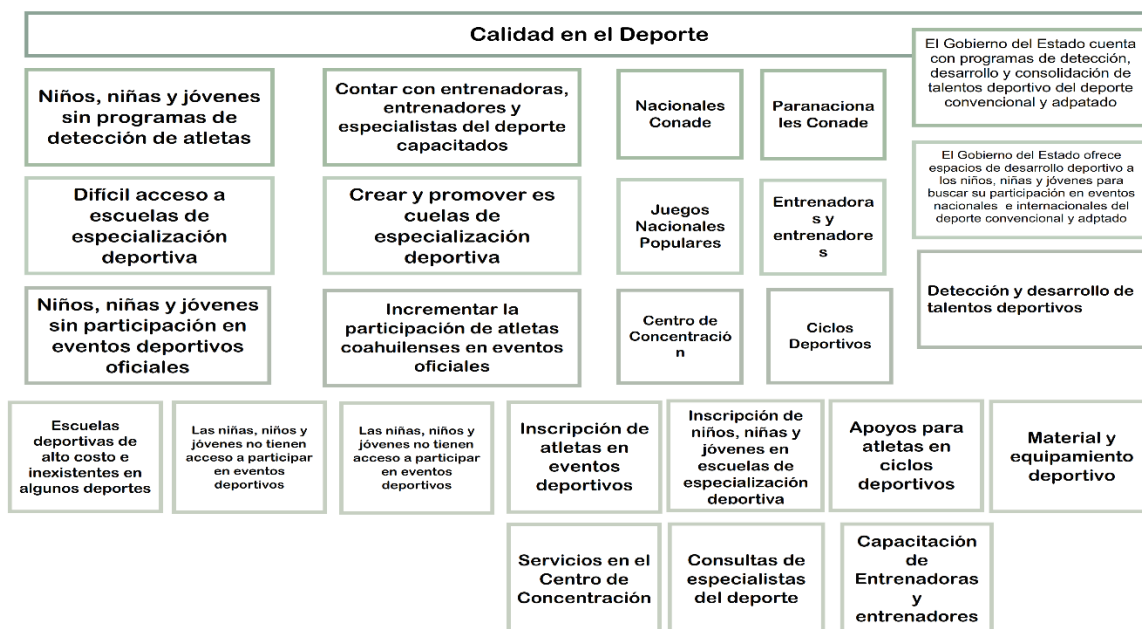 Calidad en el Deporte
El Gobierno del Estado cuenta
con programas de detección,
desarrollo y consolidación de
talentos deportivo del deporte
convencional y adpatado
Niños, niñas y jóvenes
sin programas de
detección de atletas
Contar con entrenadoras,
entrenadores y
especialistas del deporte
capacitados
Nacionales
Conade
Paranaciona
les Conade
El Gobierno del Estado ofrece
espacios de desarrollo deportivo a
los niños, niñas y jóvenes para
buscar su participación en eventos
nacionales e internacionales del
deporte convencional y adptado
Difícil acceso a
escuelas de
especialización
deportiva
Crear y promover es
cuelas de
especialización
deportiva
Juegos
Nacionales
Populares
Entrenadora
s y
entrenadore
s
Detección y desarrollo de
talentos deportivos
Niños, niñas y jóvenes
sin participación en
eventos deportivos
oficiales
Incrementar la
participación de atletas
coahuilenses en eventos
oficiales
Centro de
Concentració
n
Ciclos
Deportivos
Escuelas
deportivas de
alto costo e
inexistentes en
algunos deportes
Las niñas, niños y
jóvenes no tienen
acceso a participar
en eventos
deportivos
Las niñas, niños y
jóvenes no tienen
acceso a participar
en eventos
deportivos
Inscripción de
atletas en
eventos
deportivos
Inscripción de
niños, niñas y
jóvenes en
escuelas de
especialización
deportiva
Apoyos para
atletas en
ciclos
deportivos
Material y
equipamiento
deportivo
Servicios en el
Centro de
Concentración
Consultas de
especialistas
del deporte
Capacitación
de
Entrenadoras
y
entrenadores